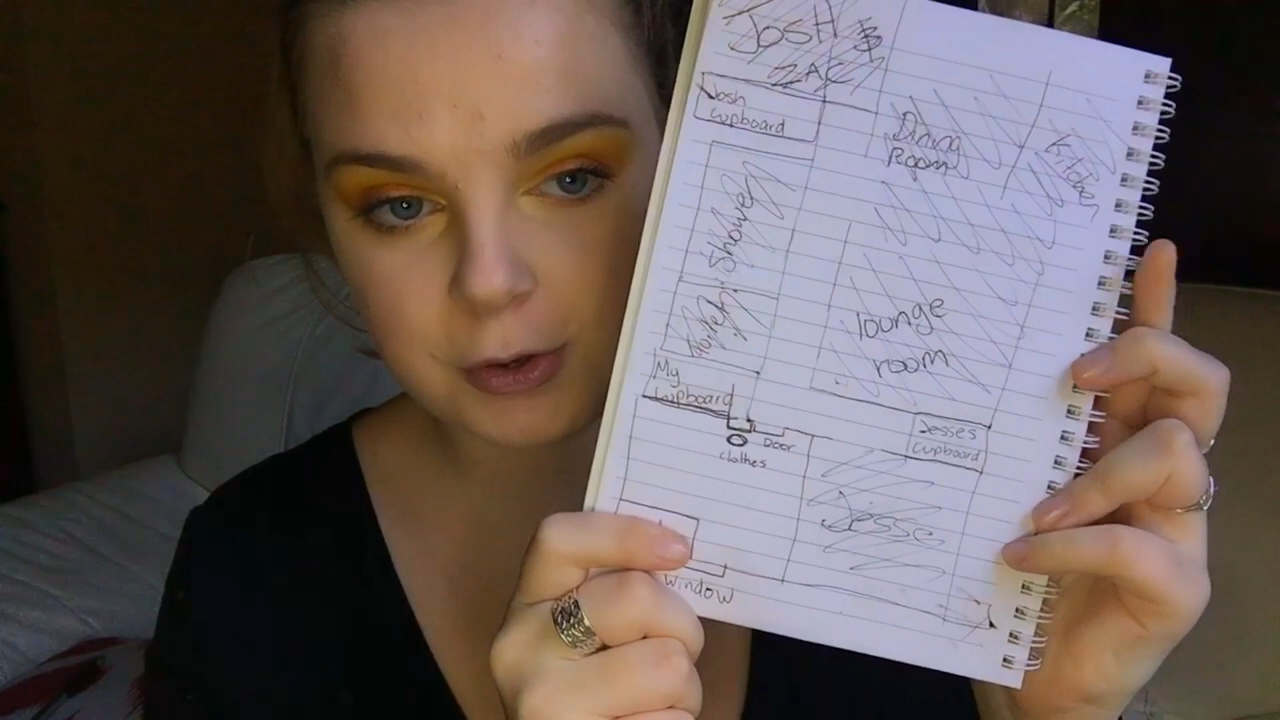 JOSH &
ZAC
Josh
cupboard
Dining
Room
Kitchen
Shower
toilet
lounge
room
My
cupboard
Door
clothes
Jesses
cupboard
Jesse
window